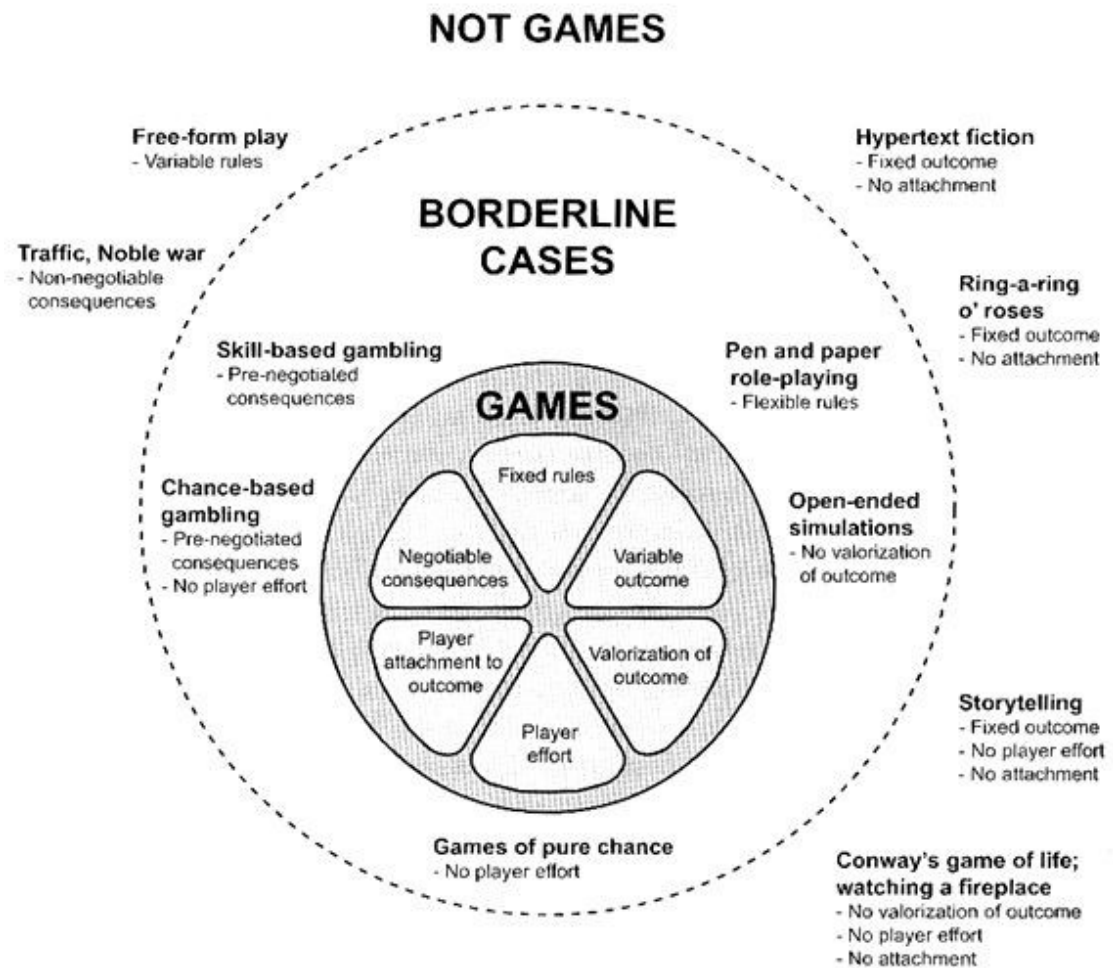 NOT GAMES
Free-form play
- Variable rules
Hypertext fiction
- Fixed outcome
- No attachment
BORDERLINE
CASES
Traffic, Noble war
- Non-negotiable
consequences
Ring-a-ring
o' roses
- Fixed outcome
- No attachment
Skill-based gambling
- Pre-negotiated
consequences
Pen and paper
role-playing
- Flexible rules
GAMES
Fixed rules
Chance-based
gambling
- Pre-negotiated
consequences
- No player effort
Open-ended
simulations
- No valorization
of outcome
Negotiable
consequences
Variable
outcome
Player
attachment to
outcome
Valorization of
outcome
Player
effort
Storytelling
- Fixed outcome
- No player effort
- No attachment
Games of pure chance
- No player effort
Conway's game of life;
watching a fireplace
- No valorization of outcome
- No player effort
- No attachment